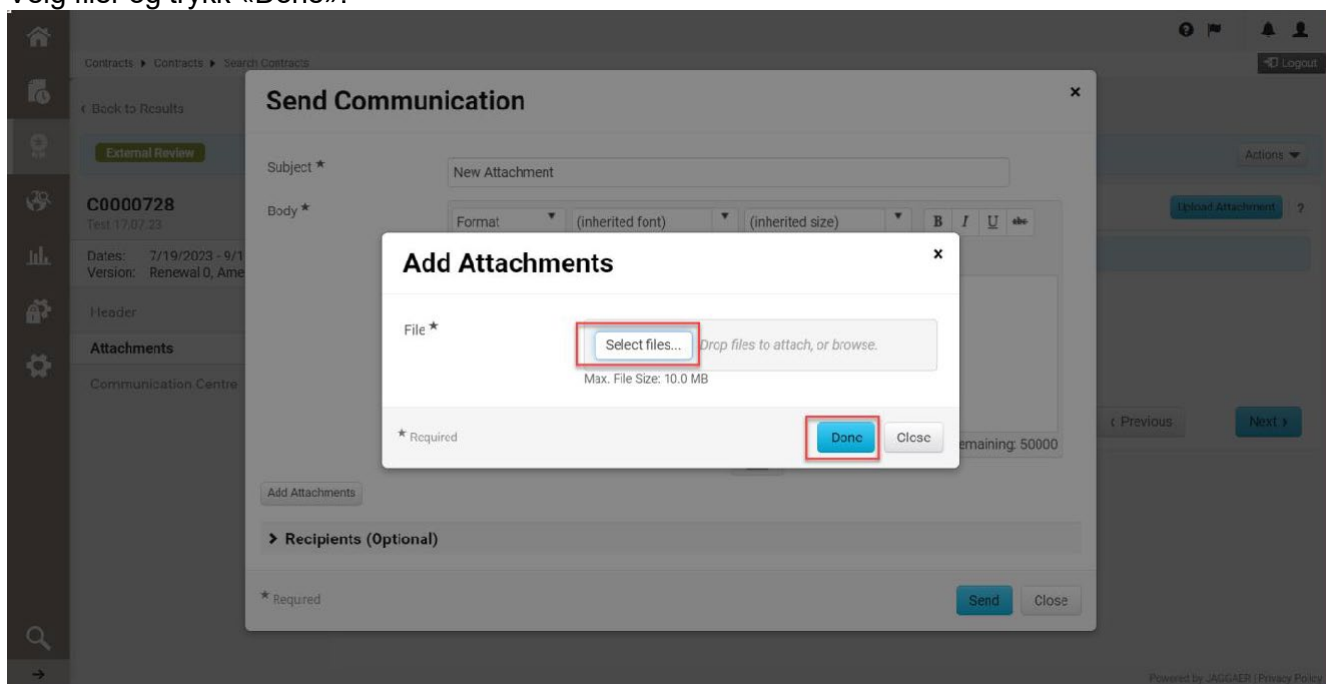 Velg filer og trykk «Done».
Contracts ▸ Contracts ▸ Search Contracts
Logout
‹ Back to Results
Send Communication
×
External Review
Actions
Subject ★
New Attachment
C0000728
Test 17.07.23
Body ★
Format
(inherited font)
(inherited size)
B I U abc
Upload Attachment ?
Dates: 7/19/2023 - 9/1
Version: Renewal 0, Ame
Add Attachments
×
Header
File ★
Select files...
Drop files to attach, or browse.
Attachments
Max. File Size: 10.0 MB
Communication Centre
‹ Previous
Next ›
★ Required
Done
Close
emaining: 50000
Add Attachments
Recipients (Optional)
★ Required
Send
Close
Powered by JAGGAER | Privacy Policy